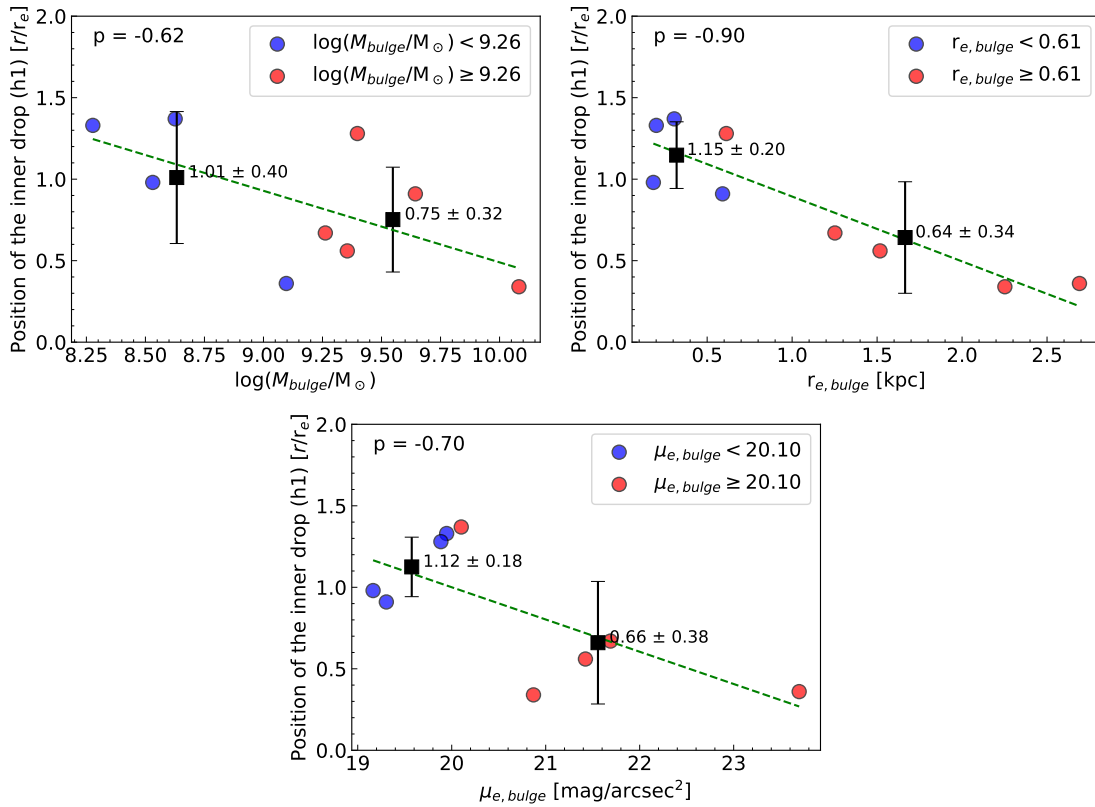 p = -0.62
log(M_bulge/M⊙) < 9.26
log(M_bulge/M⊙) ≥ 9.26
1.01 ± 0.40
0.75 ± 0.32
Position of the inner drop (h1) [r/r_e]
2.0
1.5
1.0
0.5
0.0
8.25 8.50 8.75 9.00 9.25 9.50 9.75 10.00
log(M_bulge/M⊙)
p = -0.90
r_e,bulge < 0.61
r_e,bulge ≥ 0.61
1.15 ± 0.20
0.64 ± 0.34
Position of the inner drop (h1) [r/r_e]
2.0
1.5
1.0
0.5
0.0
0.5 1.0 1.5 2.0 2.5
r_e,bulge [kpc]
p = -0.70
μ_e,bulge < 20.10
μ_e,bulge ≥ 20.10
1.12 ± 0.18
0.66 ± 0.38
Position of the inner drop (h1) [r/r_e]
2.0
1.5
1.0
0.5
0.0
19 20 21 22 23
μ_e,bulge [mag/arcsec²]